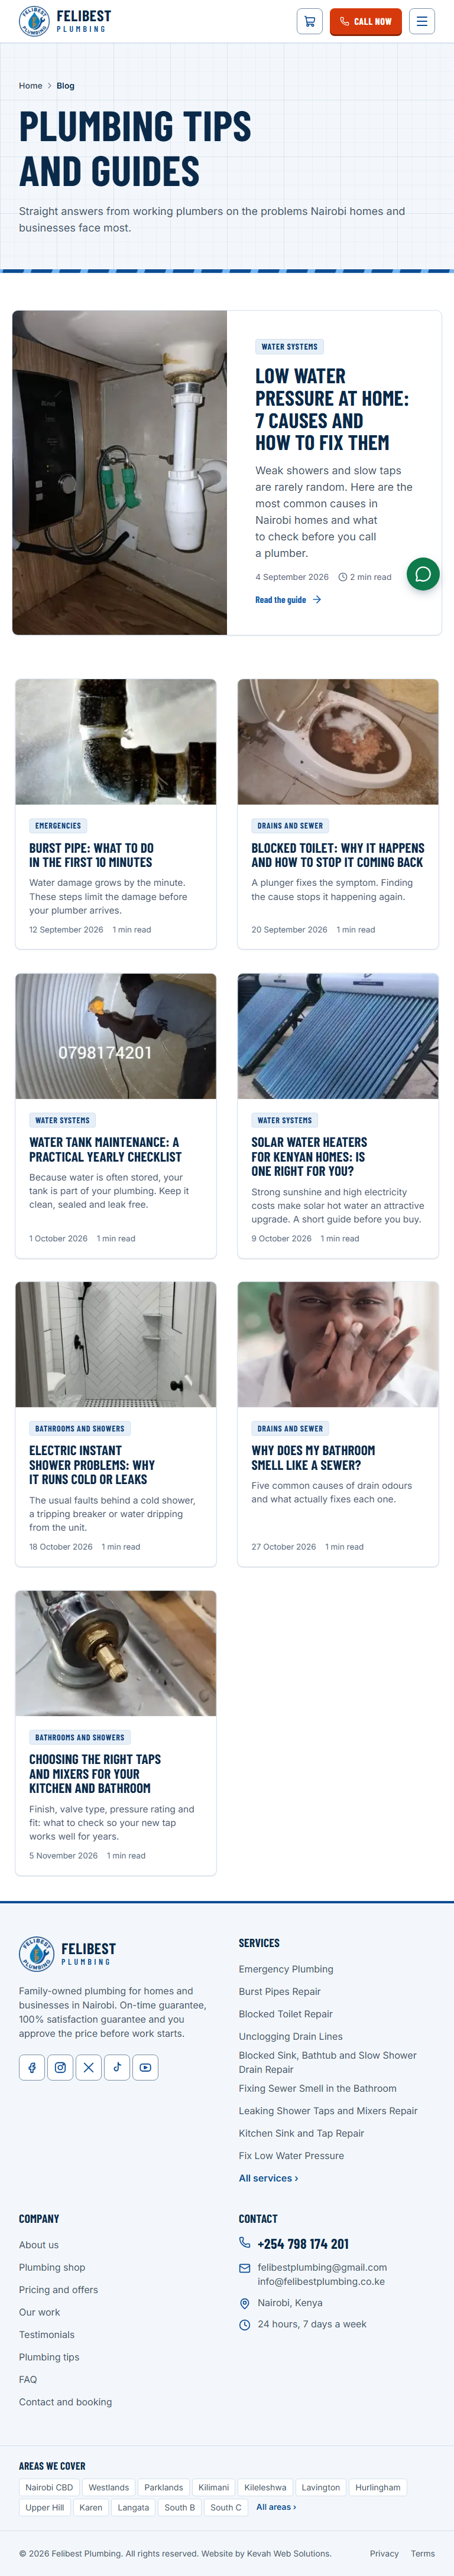 FELIBEST
PLUMBING
CALL NOW
Home > Blog
PLUMBING TIPS
AND GUIDES
Straight answers from working plumbers on the problems Nairobi homes and
businesses face most.
WATER SYSTEMS
LOW WATER
PRESSURE AT HOME:
7 CAUSES AND
HOW TO FIX THEM
Weak showers and slow taps
are rarely random. Here are the
most common causes in
Nairobi homes and what
to check before you call
a plumber.
4 September 2026 2 min read
Read the guide →
EMERGENCIES
BURST PIPE: WHAT TO DO
IN THE FIRST 10 MINUTES
Water damage grows by the minute.
These steps limit the damage before
your plumber arrives.
12 September 2026 1 min read
DRAINS AND SEWER
BLOCKED TOILET: WHY IT HAPPENS
AND HOW TO STOP IT COMING BACK
A plunger fixes the symptom. Finding
the cause stops it happening again.
20 September 2026 1 min read
0798174201
WATER SYSTEMS
WATER TANK MAINTENANCE: A
PRACTICAL YEARLY CHECKLIST
Because water is often stored, your
tank is part of your plumbing. Keep it
clean, sealed and leak free.
1 October 2026 1 min read
WATER SYSTEMS
SOLAR WATER HEATERS
FOR KENYAN HOMES: IS
ONE RIGHT FOR YOU?
Strong sunshine and high electricity
costs make solar hot water an attractive
upgrade. A short guide before you buy.
9 October 2026 1 min read
BATHROOMS AND SHOWERS
ELECTRIC INSTANT
SHOWER PROBLEMS: WHY
IT RUNS COLD OR LEAKS
The usual faults behind a cold shower,
a tripping breaker or water dripping
from the unit.
18 October 2026 1 min read
DRAINS AND SEWER
WHY DOES MY BATHROOM
SMELL LIKE A SEWER?
Five common causes of drain odours
and what actually fixes each one.
27 October 2026 1 min read
BATHROOMS AND SHOWERS
CHOOSING THE RIGHT TAPS
AND MIXERS FOR YOUR
KITCHEN AND BATHROOM
Finish, valve type, pressure rating and
fit: what to check so your new tap
works well for years.
5 November 2026 1 min read
FELIBEST
PLUMBING
Family-owned plumbing for homes and
businesses in Nairobi. On-time guarantee,
100% satisfaction guarantee and you
approve the price before work starts.
SERVICES
Emergency Plumbing
Burst Pipes Repair
Blocked Toilet Repair
Unclogging Drain Lines
Blocked Sink, Bathtub and Slow Shower
Drain Repair
Fixing Sewer Smell in the Bathroom
Leaking Shower Taps and Mixers Repair
Kitchen Sink and Tap Repair
Fix Low Water Pressure
All services ›
COMPANY
About us
Plumbing shop
Pricing and offers
Our work
Testimonials
Plumbing tips
FAQ
Contact and booking
CONTACT
+254 798 174 201
felibestplumbing@gmail.com
info@felibestplumbing.co.ke
Nairobi, Kenya
24 hours, 7 days a week
AREAS WE COVER
Nairobi CBD Westlands Parklands Kilimani Kileleshwa Lavington Hurlingham
Upper Hill Karen Langata South B South C All areas ›
© 2026 Felibest Plumbing. All rights reserved. Website by Kevah Web Solutions. Privacy Terms